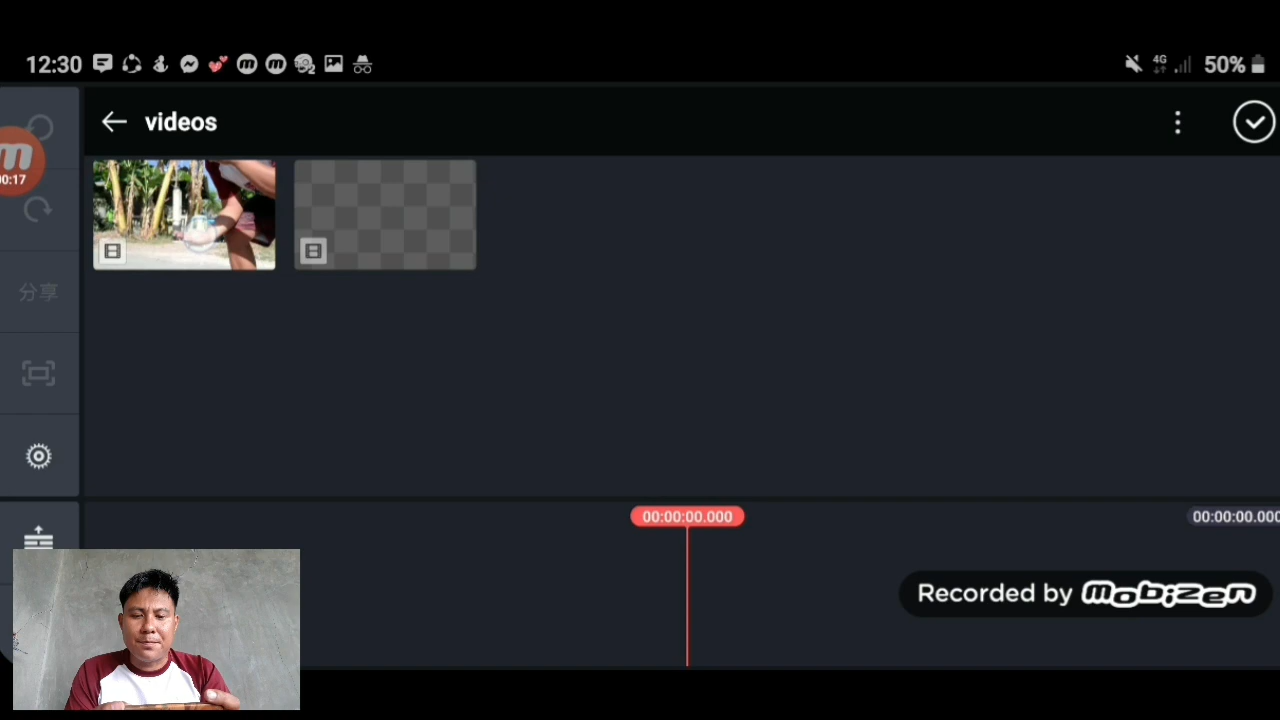 12:30
4G
50%
videos
m
00:17
分享
00:00:00.000
00:00:00.000
Recorded by mobizen